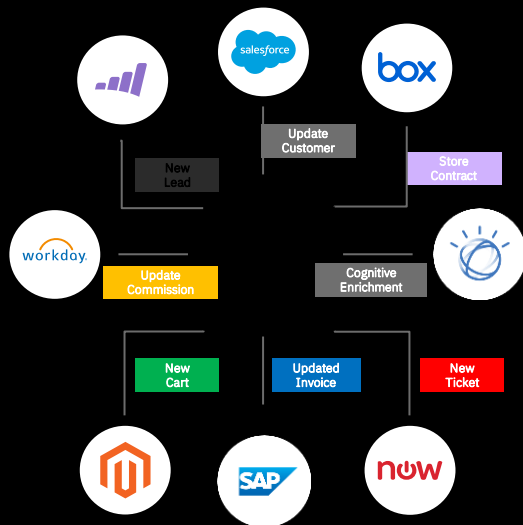 salesforce
box
Update
Customer
New
Lead
Store
Contract
workday.
Update
Commission
Cognitive
Enrichment
New
Cart
Updated
Invoice
New
Ticket
SAP
now